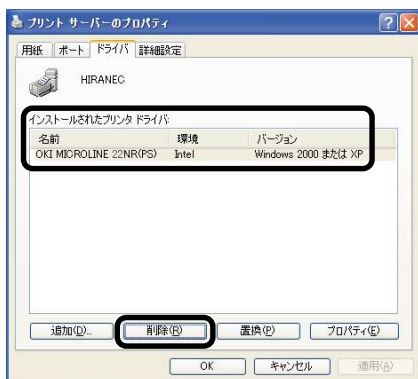 プリント サーバーのプロパティ
用紙 ポート ドライバ 詳細設定
HIRANEC
インストールされたプリンタ ドライバ:
名前 環境 バージョン
OKI MICROLINE 22NR(PS) Intel Windows 2000 または XP
追加(D)... 削除(R) 置換(P) プロパティ(E)
OK キャンセル 適用(A)